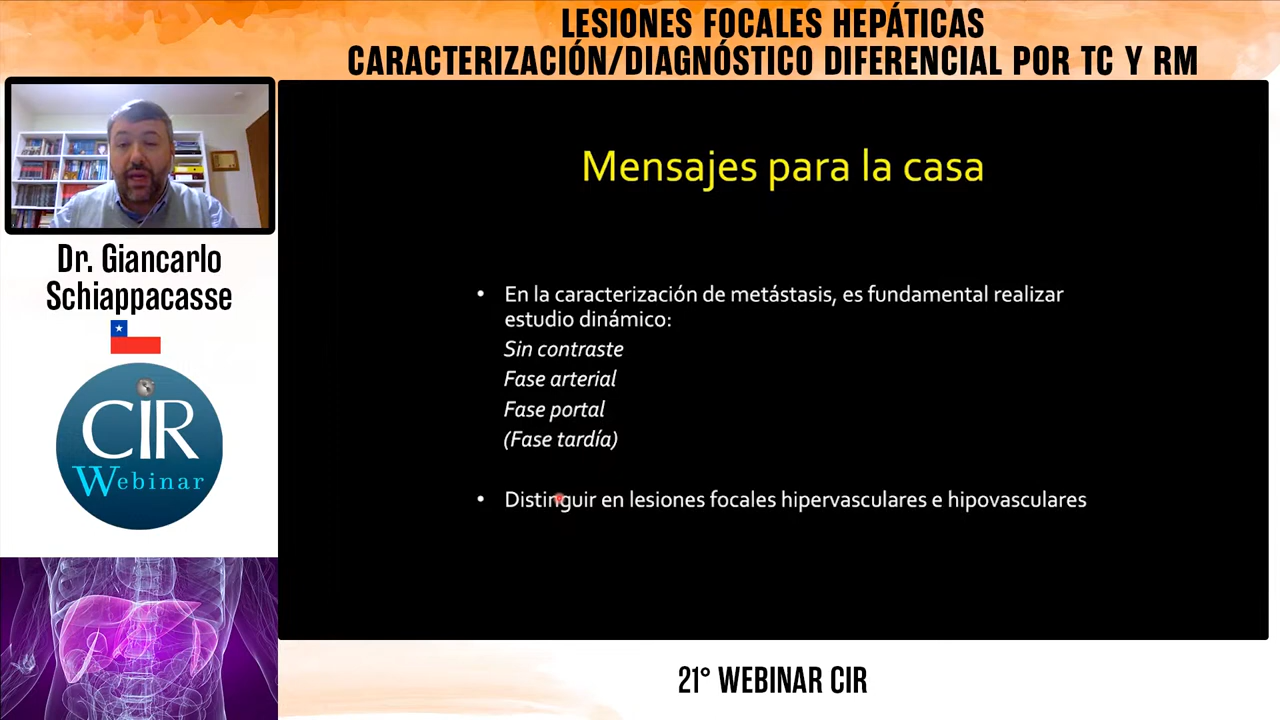 LESIONES FOCALES HEPÁTICAS
CARACTERIZACIÓN/DIAGNÓSTICO DIFERENCIAL POR TC Y RM
Dr. Giancarlo
Schiappacasse
CIR
Webinar
Mensajes para la casa
• En la caracterización de metástasis, es fundamental realizar
estudio dinámico:
Sin contraste
Fase arterial
Fase portal
(Fase tardía)
• Distinguir en lesiones focales hipervasculares e hipovasculares
21° WEBINAR CIR